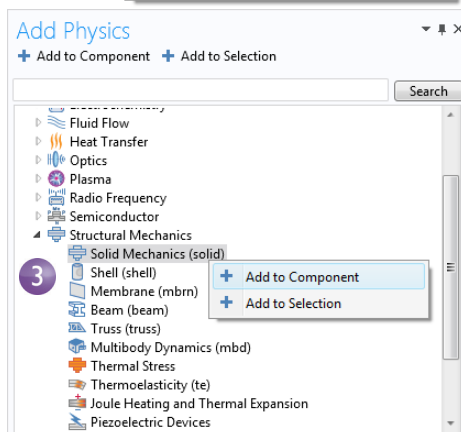 Add Physics
Add to Component Add to Selection
Search
Electrochemistry
Fluid Flow
Heat Transfer
Optics
Plasma
Radio Frequency
Semiconductor
Structural Mechanics
Solid Mechanics (solid)
3
Shell (shell)
Add to Component
Membrane (mbrn)
Add to Selection
Beam (beam)
Truss (truss)
Multibody Dynamics (mbd)
Thermal Stress
Thermoelasticity (te)
Joule Heating and Thermal Expansion
Piezoelectric Devices